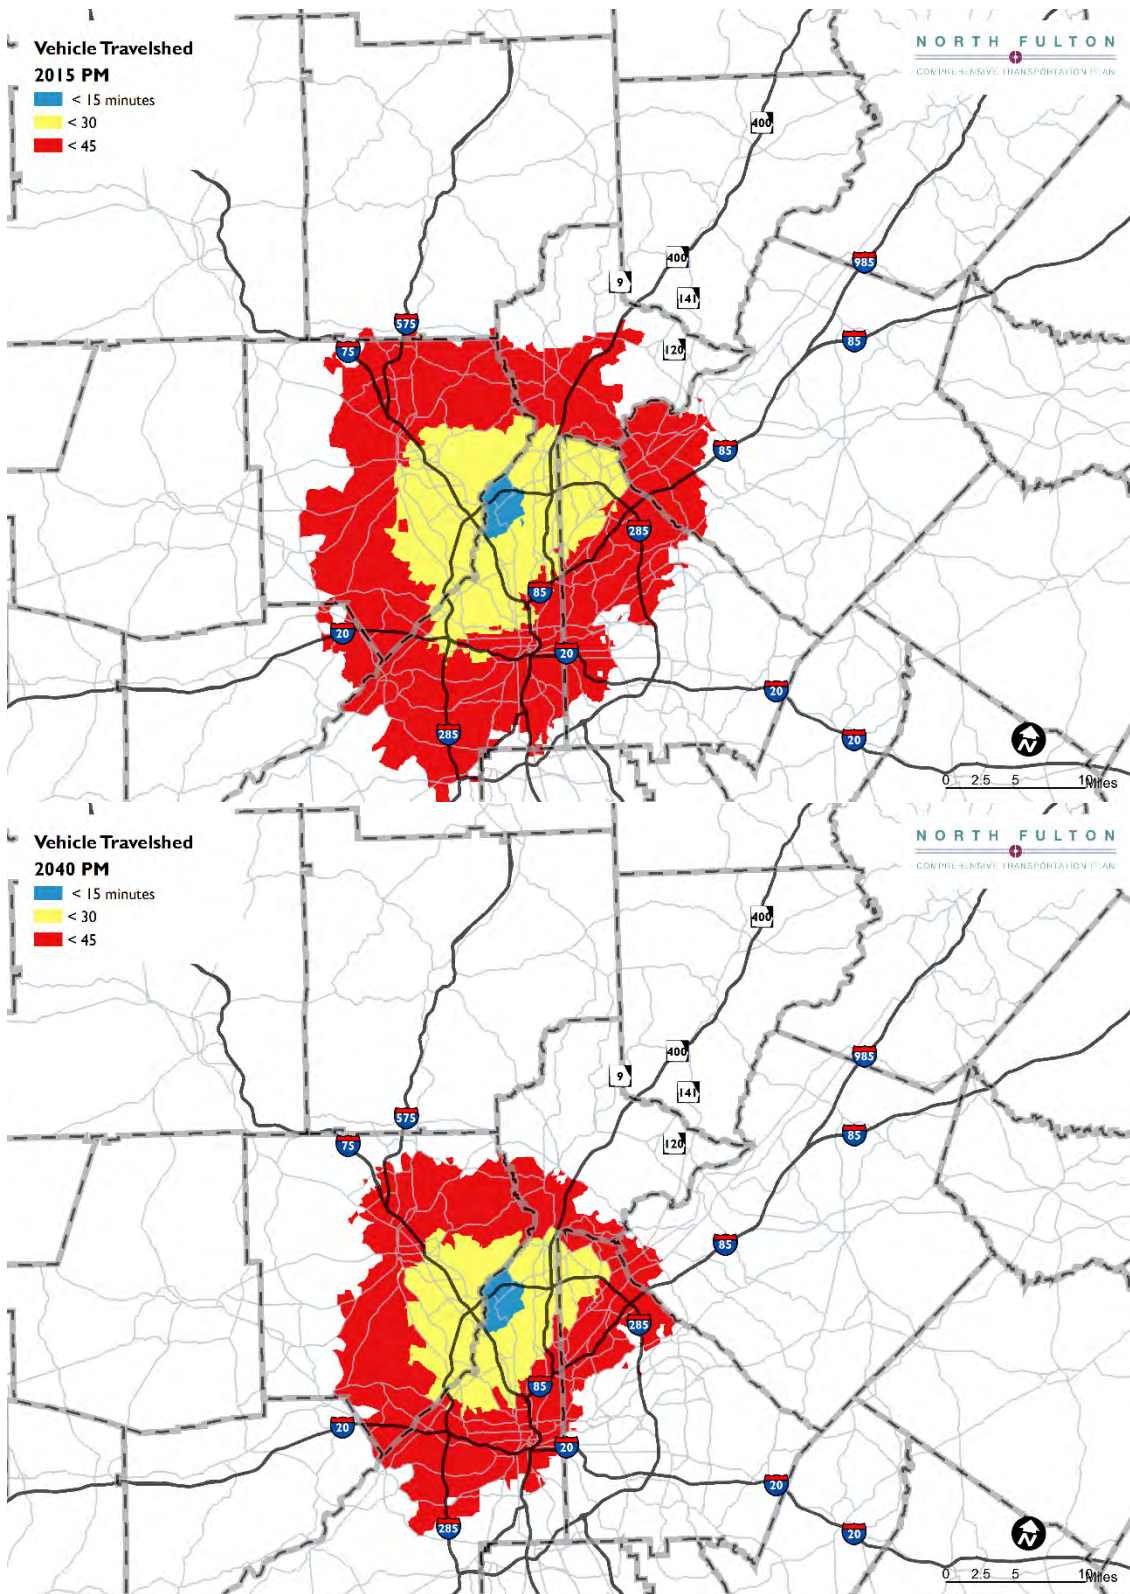 Vehicle Travelshed
2015 PM
< 15 minutes
< 30
< 45
NORTH FULTON
COMPREHENSIVE TRANSPORTATION PLAN
400
985
400
9
141
575
75
120
85
85
285
85
20
20
20
285
20
N
0 2.5 5 10
Miles
Vehicle Travelshed
2040 PM
< 15 minutes
< 30
< 45
NORTH FULTON
COMPREHENSIVE TRANSPORTATION PLAN
400
400
985
9
141
575
75
120
85
85
285
85
20
20
20
285
20
N
0 2.5 5 10
Miles